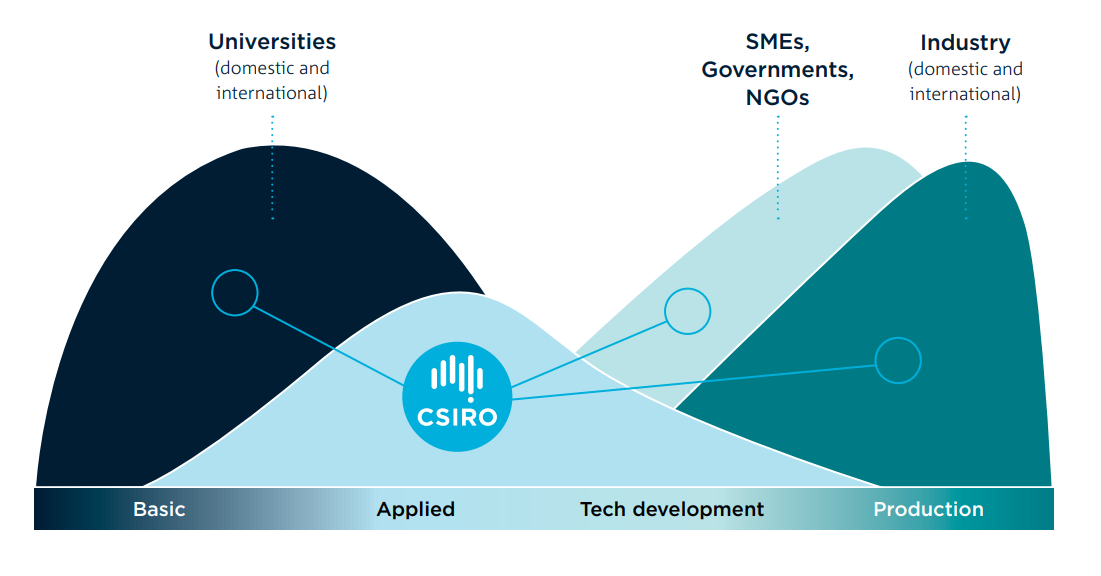 Universities
(domestic and
international)
SMEs,
Governments,
NGOs
Industry
(domestic and
international)
CSIRO
Basic
Applied
Tech development
Production